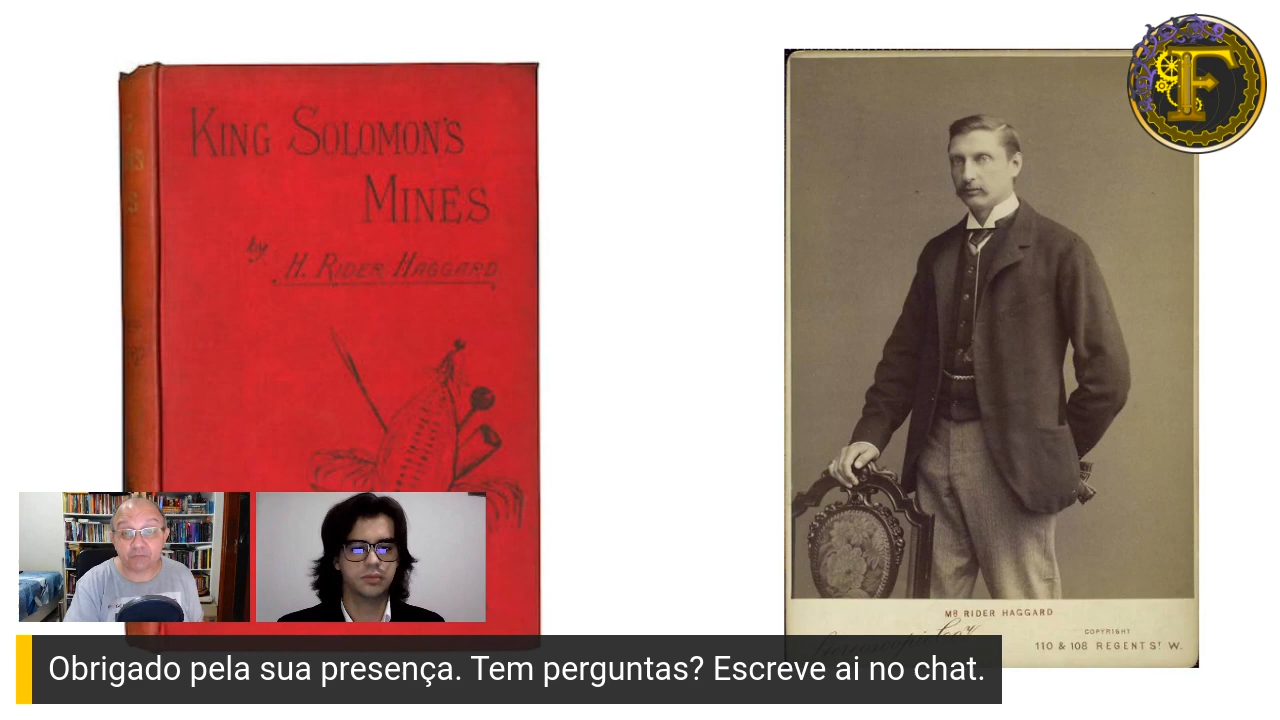 KING SOLOMON'S
MINES
by
H. RIDER HAGGARD
F
MR RIDER HAGGARD
COPYRIGHT
110 & 108 REGENT ST. W.
Obrigado pela sua presença. Tem perguntas? Escreve ai no chat.